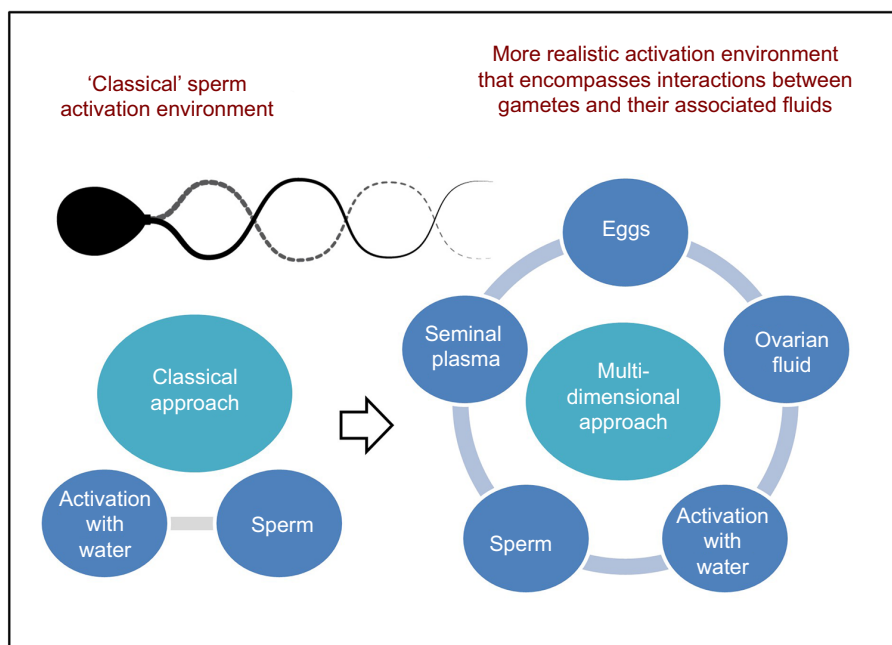 ‘Classical’ sperm
activation environment
More realistic activation environment
that encompasses interactions between
gametes and their associated fluids
Classical
approach
Activation
with
water
Sperm
Eggs
Seminal
plasma
Ovarian
fluid
Multi-
dimensional
approach
Sperm
Activation
with
water